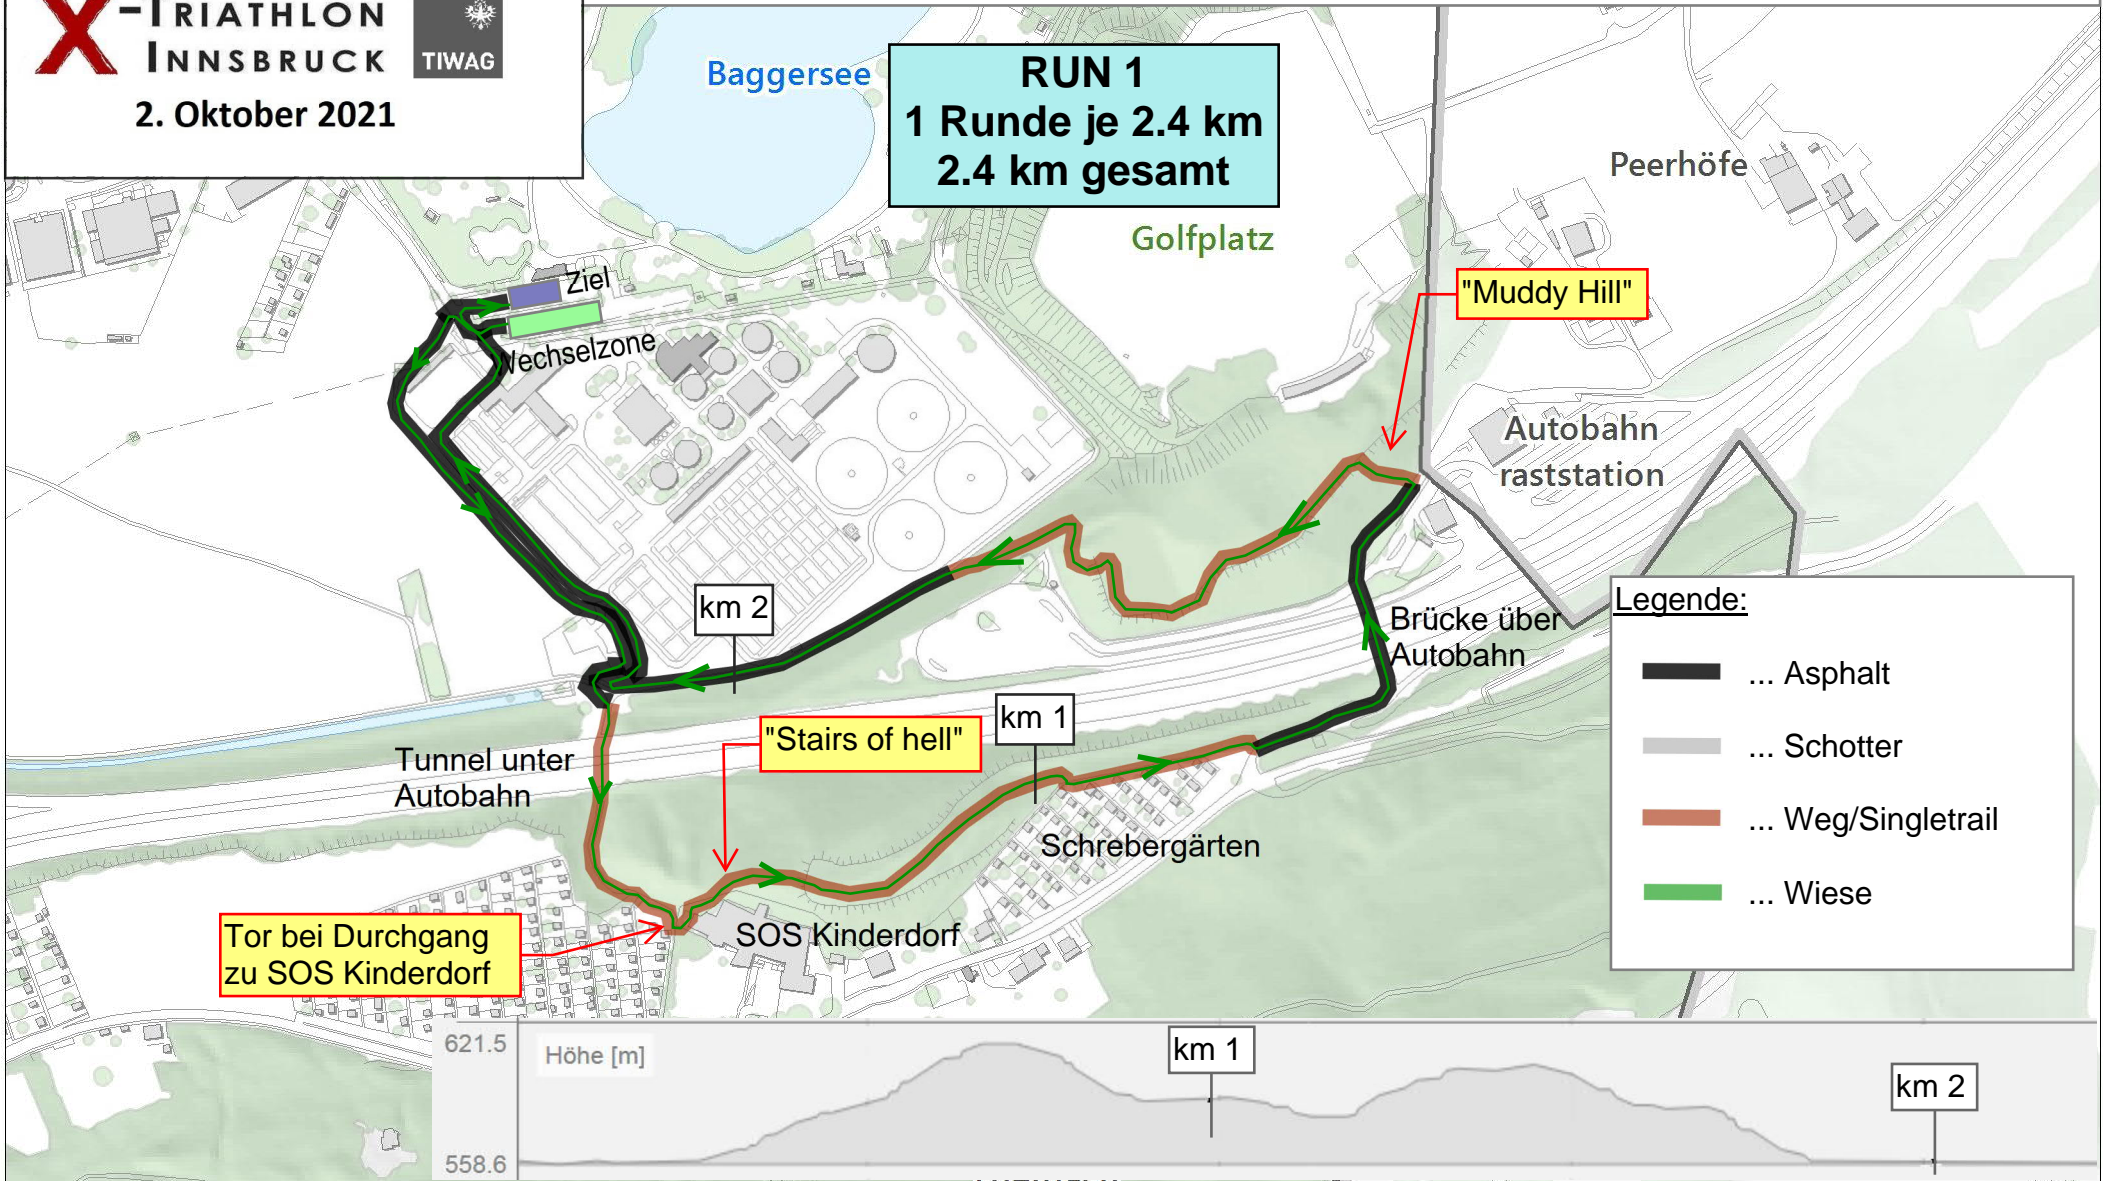 -TRIATHLON
X
INNSBRUCK
TIWAG
2. Oktober 2021
Baggersee
RUN 1
1 Runde je 2.4 km
2.4 km gesamt
Peerhöfe
Golfplatz
Ziel
"Muddy Hill"
Wechselzone
Autobahn
raststation
km 2
Brücke über
Autobahn
Legende:
... Asphalt
... Schotter
... Weg/Singletrail
... Wiese
km 1
"Stairs of hell"
Tunnel unter
Autobahn
Schrebergärten
Tor bei Durchgang
zu SOS Kinderdorf
SOS Kinderdorf
621.5
Höhe [m]
km 1
km 2
558.6